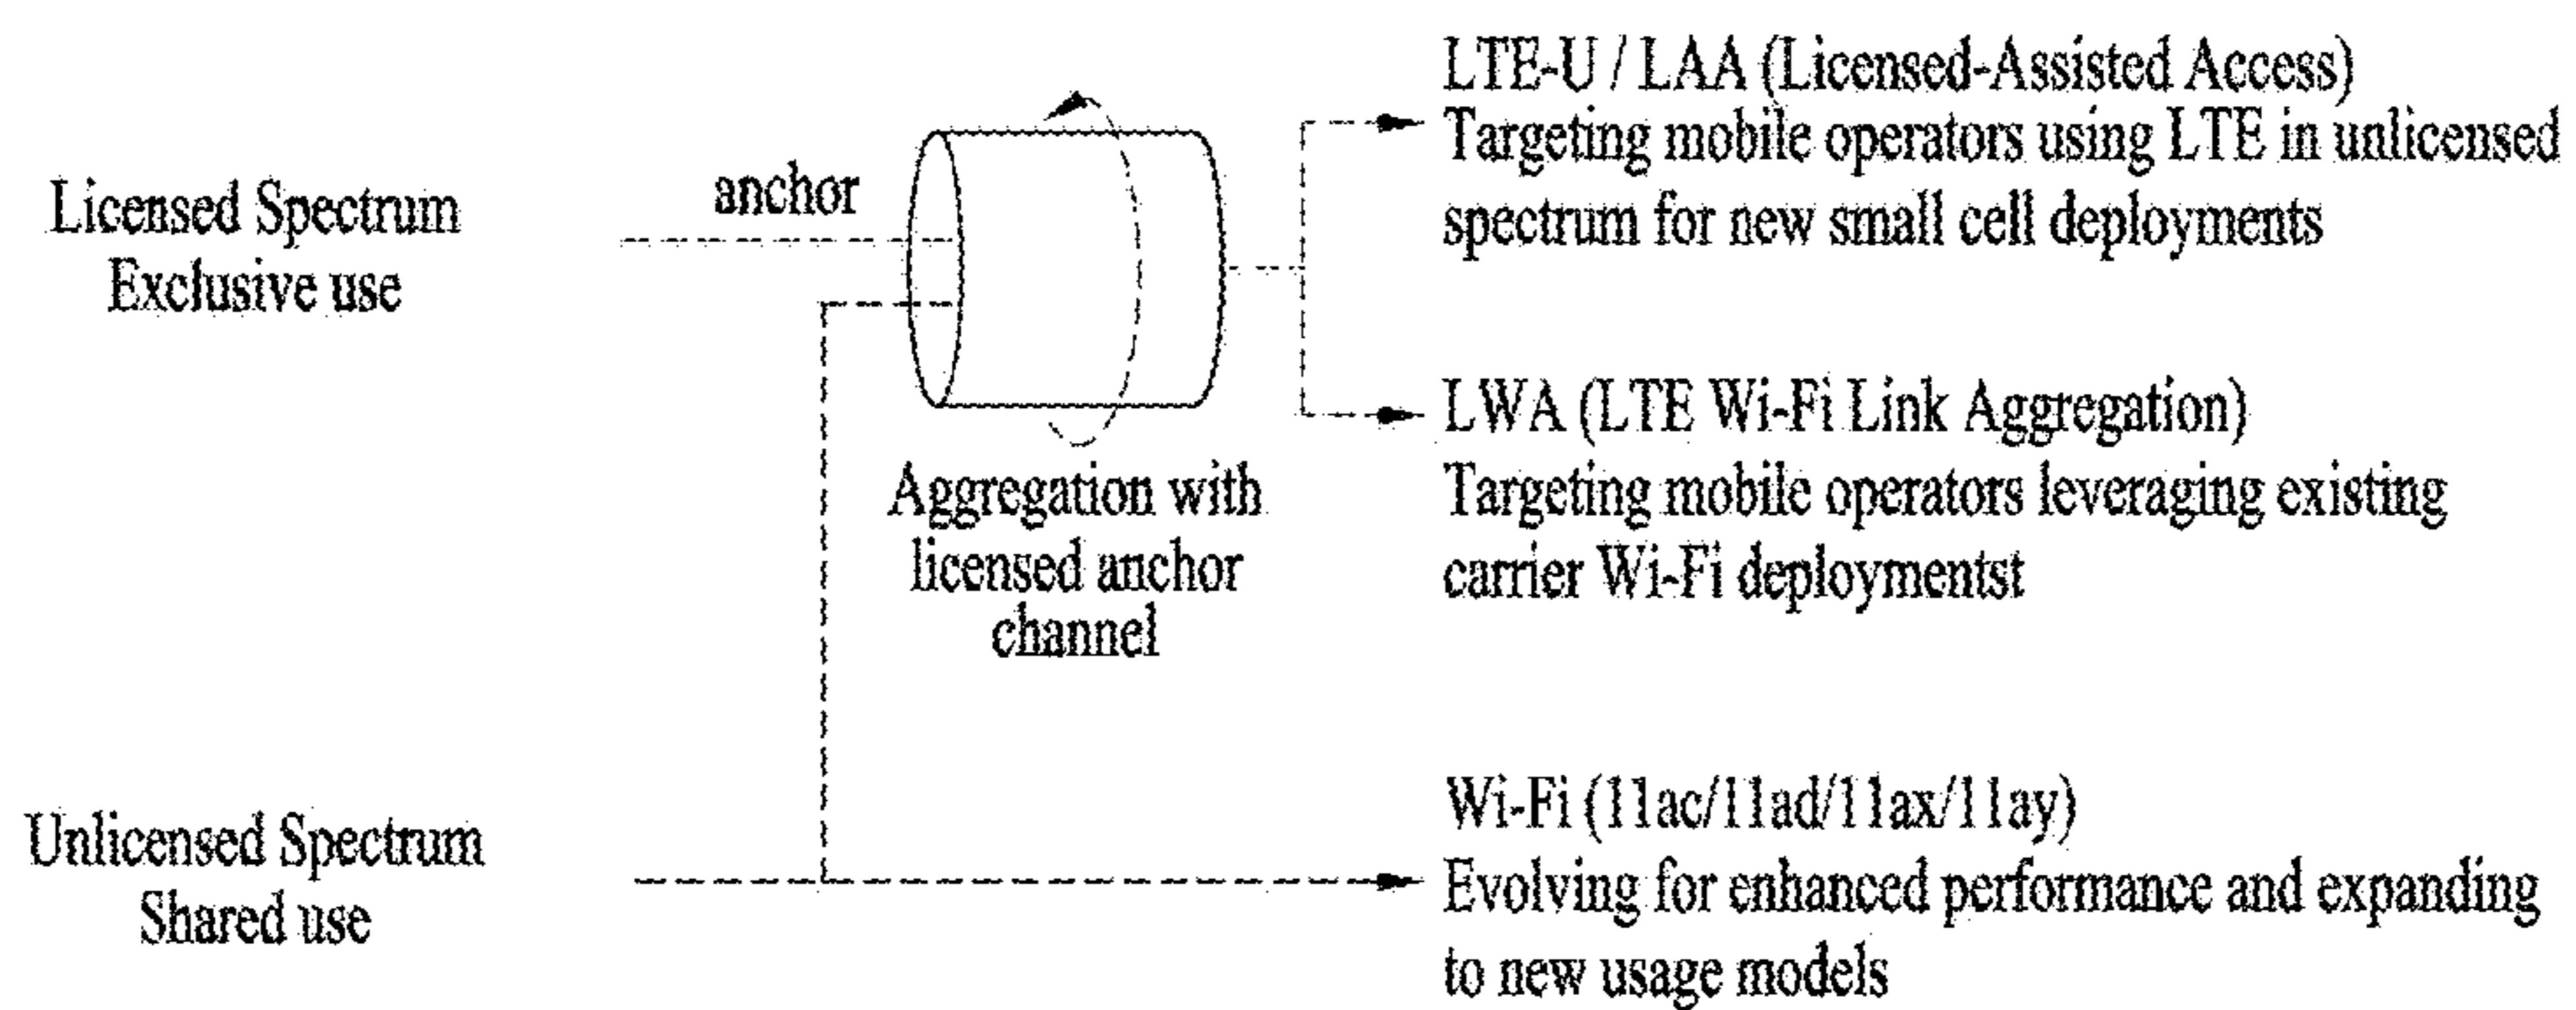 Licensed Spectrum
Exclusive use
anchor
Aggregation with
licensed anchor
channel
LTE-U / LAA (Licensed-Assisted Access)
Targeting mobile operators using LTE in unlicensed
spectrum for new small cell deployments
LWA (LTE Wi-Fi Link Aggregation)
Targeting mobile operators leveraging existing
carrier Wi-Fi deploymentst
Unlicensed Spectrum
Shared use
Wi-Fi (11ac/11ad/11ax/11ay)
Evolving for enhanced performance and expanding
to new usage models